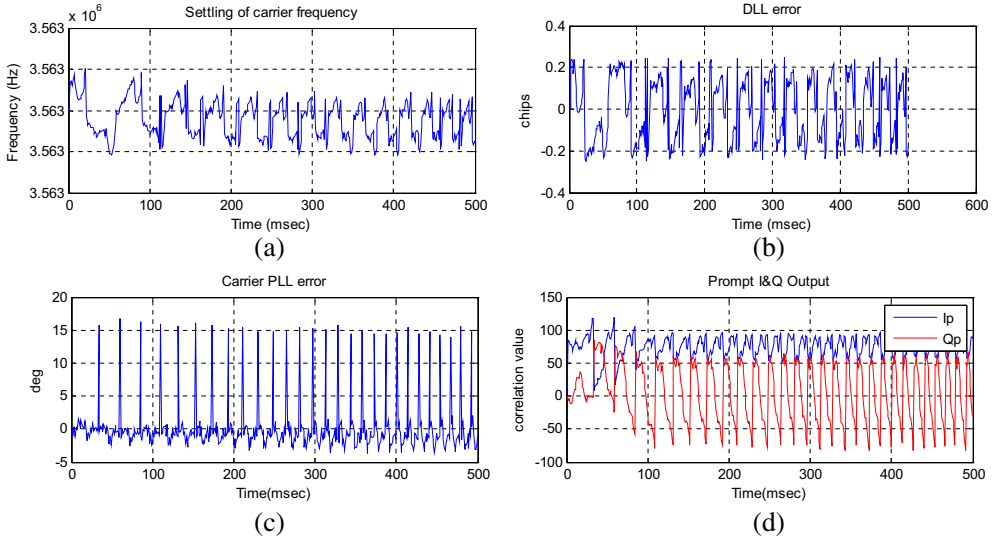 Settling of carrier frequency
x 10^6
3.563
3.563
3.563
3.563
3.563
Frequency (Hz)
0 100 200 300 400 500
Time (msec)
(a)
DLL error
0.4
0.2
0
-0.2
-0.4
chips
0 100 200 300 400 500 600
Time (msec)
(b)
Carrier PLL error
20
15
10
5
0
-5
deg
0 100 200 300 400 500
Time(msec)
(c)
Prompt I&Q Output
150
100
50
0
-50
-100
correlation value
Ip
Qp
0 100 200 300 400 500
Time(msec)
(d)